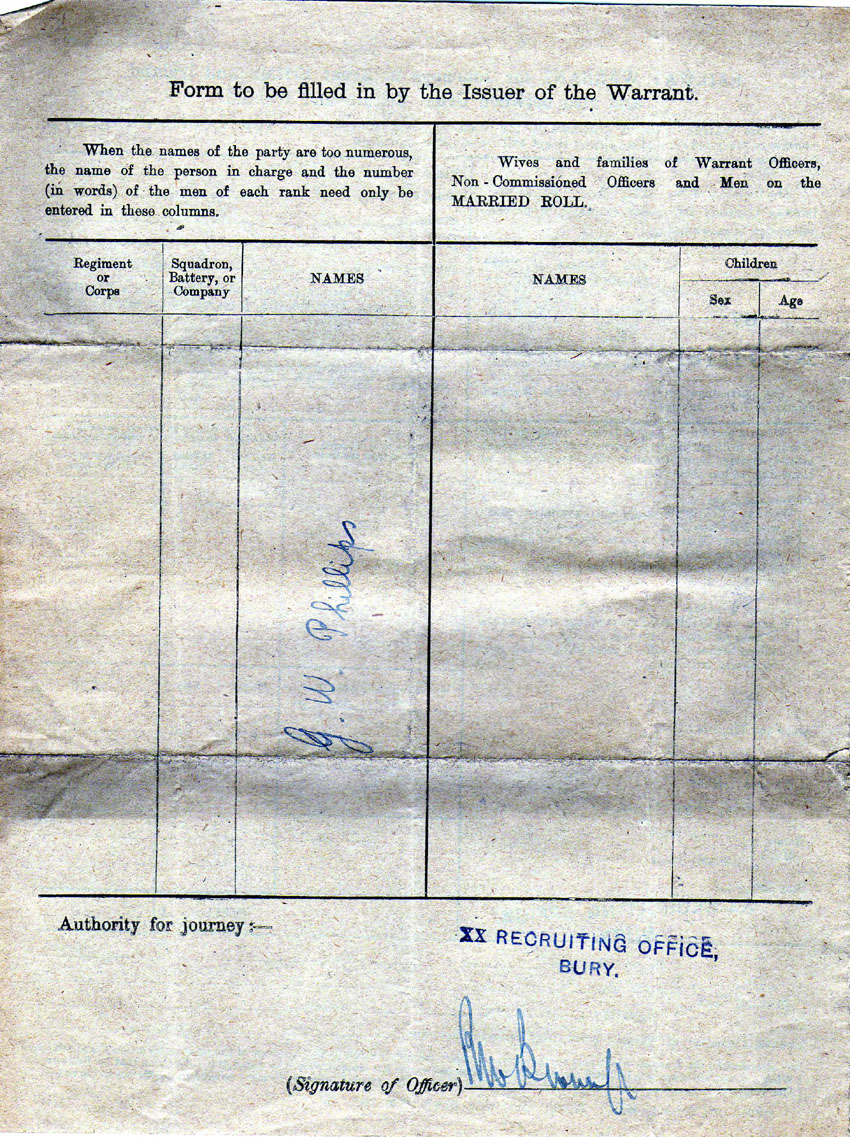 Form to be filled in by the Issuer of the Warrant.
When the names of the party are too numerous,
the name of the person in charge and the number
(in words) of the men of each rank need only be
entered in these columns.
Wives and families of Warrant Officers,
Non - Commissioned Officers and Men on the
MARRIED ROLL.
Regiment
or
Corps
Squadron,
Battery, or
Company
NAMES
NAMES
Children
Sex
Age
G. W. Phillips
Authority for journey :—
XX RECRUITING OFFICE,
BURY.
(Signature of Officer)